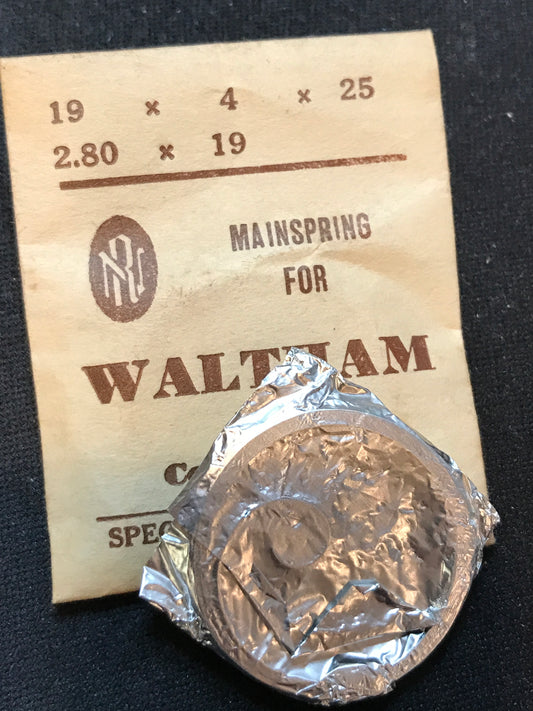 19 × 4 × 25
2.80 × 19
MAINSPRING
FOR
WALTHAM